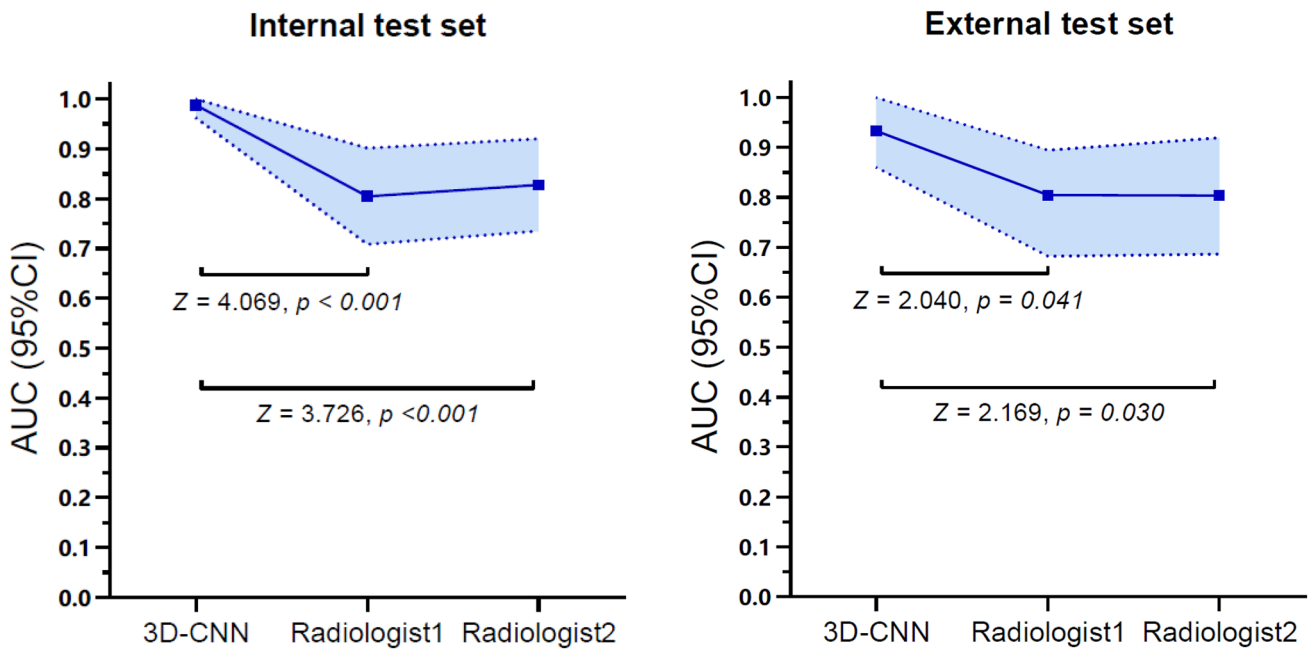 Internal test set
AUC (95%CI)
1.0
0.9
0.8
0.7
0.6
0.5
0.4
0.3
0.2
0.1
0.0
Z = 4.069, p < 0.001
Z = 3.726, p <0.001
3D-CNN Radiologist1 Radiologist2
External test set
AUC (95%CI)
1.0
0.9
0.8
0.7
0.6
0.5
0.4
0.3
0.2
0.1
0.0
Z = 2.040, p = 0.041
Z = 2.169, p = 0.030
3D-CNN Radiologist1 Radiologist2